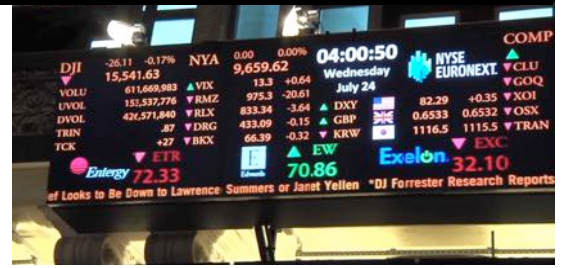 COMP
DJI -26.11 -0.17% NYA 0.00 0.00% 04:00:50 NYSE EURONEXT.
▼ 15,541.63 9,659.62 Wednesday July 24 ▲
VOLU 611,669,983 ▲ VIX 13.3 +0.64 ▼ CLU
UVOL 153,537,776 ▼ RMZ 975.3 -20.61 ▼ GOQ
DVOL 426,571,840 ▼ RLX 833.34 -3.64 ▲ DXY 82.29 +0.35 ▼ XOI
TRIN .87 ▼ DRG 433.09 -0.15 ▲ GBP 0.6533 0.6532 ▼ OSX
TCK +27 ▼ BKX 66.39 -0.32 ▼ KRW 1116.5 1115.5 ▼ TRAN
▼ ETR E ▲ EW ▼ EXC
Entergy 72.33 Edwards 70.86 Exelon. 32.10
ef Looks to Be Down to Lawrence Summers or Janet Yellen *DJ Forrester Research Reports